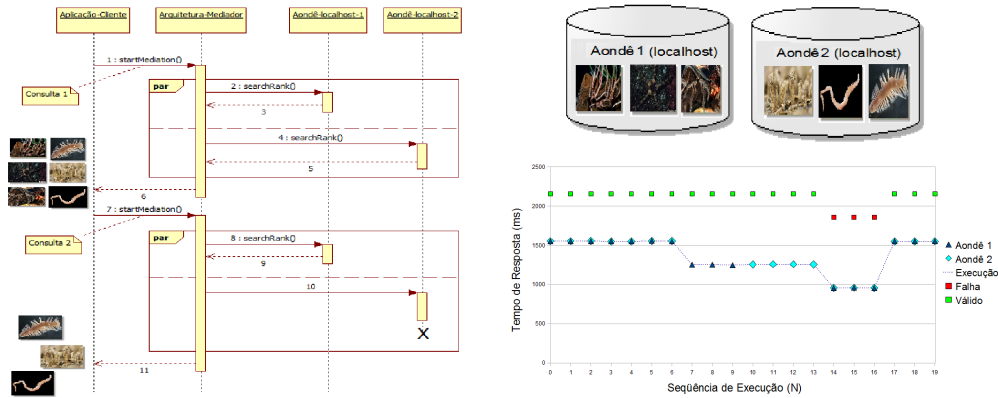 Aplicação-Cliente
Arquitetura-Mediador
Aondê-localhost-1
Aondê-localhost-2
1 : startMediation()
Consulta 1
par
2 : searchRank()
3
4 : searchRank()
5
6
7 : startMediation()
Consulta 2
par
8 : searchRank()
9
10
X
11
Aondê 1 (localhost)
Aondê 2 (localhost)
Tempo de Resposta (ms)
2500
2000
1500
1000
500
0
0 1 2 3 4 5 6 7 8 9 10 11 12 13 14 15 16 17 18 19
Seqüência de Execução (N)
Aondê 1
Aondê 2
Execução
Falha
Válido